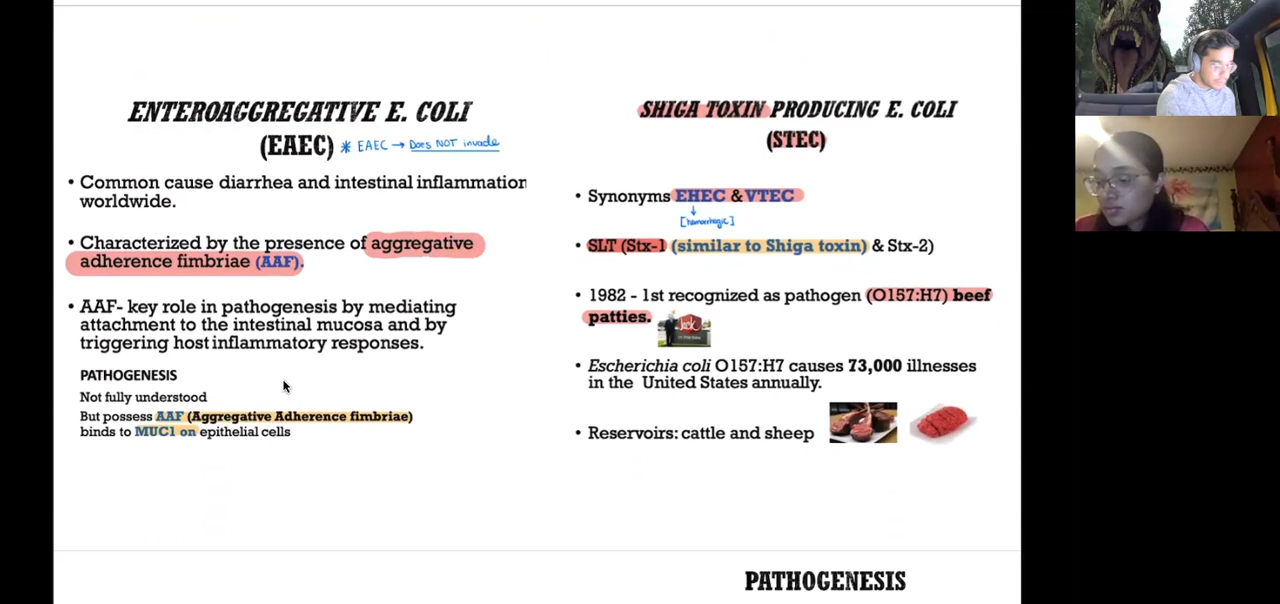 ENTEROAGGREGATIVE E. COLI
(EAEC) * EAEC → Does NOT invade
• Common cause diarrhea and intestinal inflammation
worldwide.
• Characterized by the presence of aggregative
adherence fimbriae (AAF).
• AAF- key role in pathogenesis by mediating
attachment to the intestinal mucosa and by
triggering host inflammatory responses.
PATHOGENESIS
Not fully understood
But possess AAF (Aggregative Adherence fimbriae)
binds to MUC1 on epithelial cells
SHIGA TOXIN PRODUCING E. COLI
(STEC)
• Synonyms EHEC & VTEC
↓
[hemorrhagic]
• SLT (Stx-1 (similar to Shiga toxin) & Stx-2)
• 1982 - 1st recognized as pathogen (O157:H7) beef
patties.
Jack
• Escherichia coli O157:H7 causes 73,000 illnesses
in the United States annually.
• Reservoirs: cattle and sheep
PATHOGENESIS